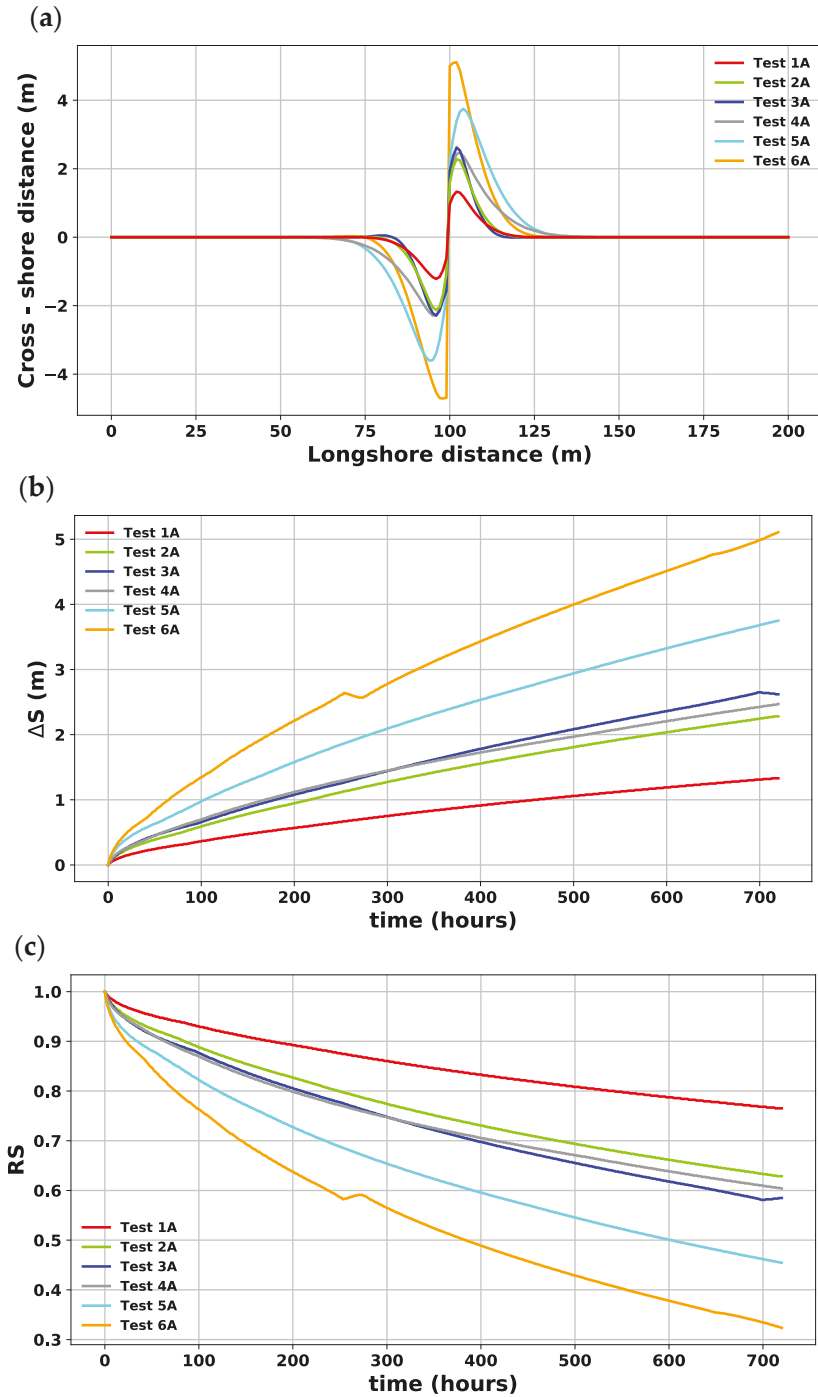 (a)
Cross - shore distance (m)
4
2
0
−2
−4
Test 1A
Test 2A
Test 3A
Test 4A
Test 5A
Test 6A
0 25 50 75 100 125 150 175 200
Longshore distance (m)
(b)
ΔS (m)
5
4
3
2
1
0
Test 1A
Test 2A
Test 3A
Test 4A
Test 5A
Test 6A
0 100 200 300 400 500 600 700
time (hours)
(c)
RS
1.0
0.9
0.8
0.7
0.6
0.5
0.4
0.3
Test 1A
Test 2A
Test 3A
Test 4A
Test 5A
Test 6A
0 100 200 300 400 500 600 700
time (hours)